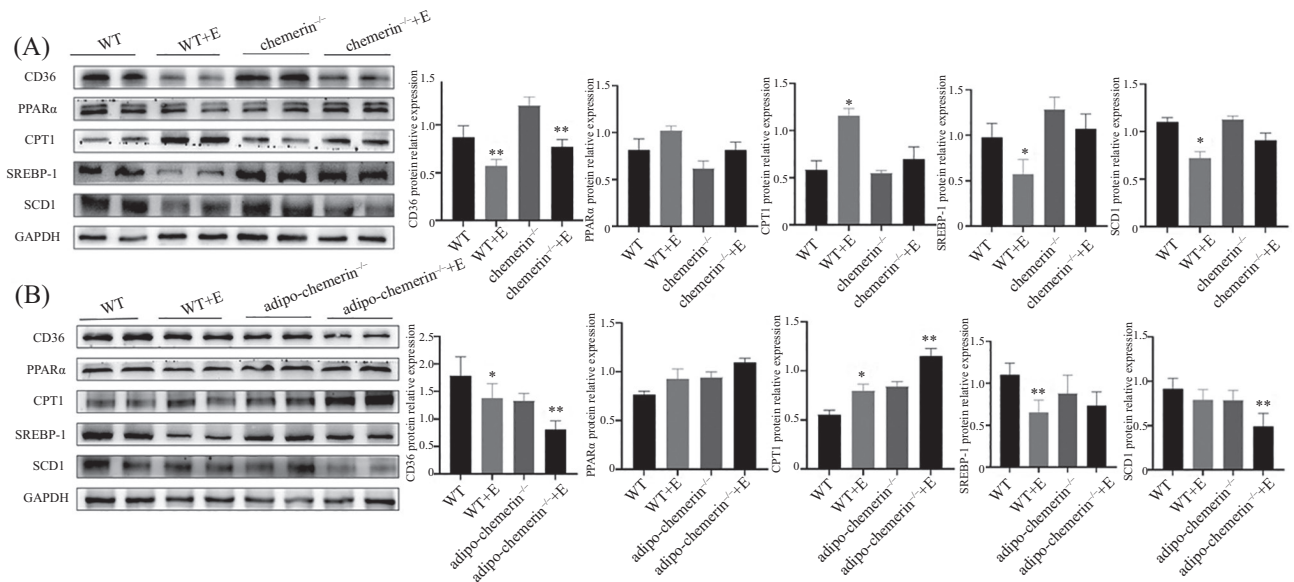 (A)
WT
WT+E
chemerin⁻/⁻
chemerin⁻/⁻+E
CD36
PPARα
CPT1
SREBP-1
SCD1
GAPDH
CD36 protein relative expression
1.5
1.0
0.5
0
**
**
WT
WT+E
chemerin⁻/⁻
chemerin⁻/⁻+E
PPARα protein relative expression
1.5
1.0
0.5
0
WT
WT+E
chemerin⁻/⁻
chemerin⁻/⁻+E
CPT1 protein relative expression
1.5
1.0
0.5
0
*
WT
WT+E
chemerin⁻/⁻
chemerin⁻/⁻+E
SREBP-1 protein relative expression
1.5
1.0
0.5
0
*
WT
WT+E
chemerin⁻/⁻
chemerin⁻/⁻+E
SCD1 protein relative expression
1.5
1.0
0.5
0
*
WT
WT+E
chemerin⁻/⁻
chemerin⁻/⁻+E
(B)
WT
WT+E
adipo-chemerin⁻/⁻
adipo-chemerin⁻/⁻+E
CD36
PPARα
CPT1
SREBP-1
SCD1
GAPDH
CD36 protein relative expression
2.5
2.0
1.5
1.0
0.5
0
*
**
WT
WT+E
adipo-chemerin⁻/⁻
adipo-chemerin⁻/⁻+E
PPARα protein relative expression
1.5
1.0
0.5
0
WT
WT+E
adipo-chemerin⁻/⁻
adipo-chemerin⁻/⁻+E
CPT1 protein relative expression
1.5
1.0
0.5
0
*
**
WT
WT+E
adipo-chemerin⁻/⁻
adipo-chemerin⁻/⁻+E
SREBP-1 protein relative expression
1.5
1.0
0.5
0
**
WT
WT+E
adipo-chemerin⁻/⁻
adipo-chemerin⁻/⁻+E
SCD1 protein relative expression
1.5
1.0
0.5
0
**
WT
WT+E
adipo-chemerin⁻/⁻
adipo-chemerin⁻/⁻+E